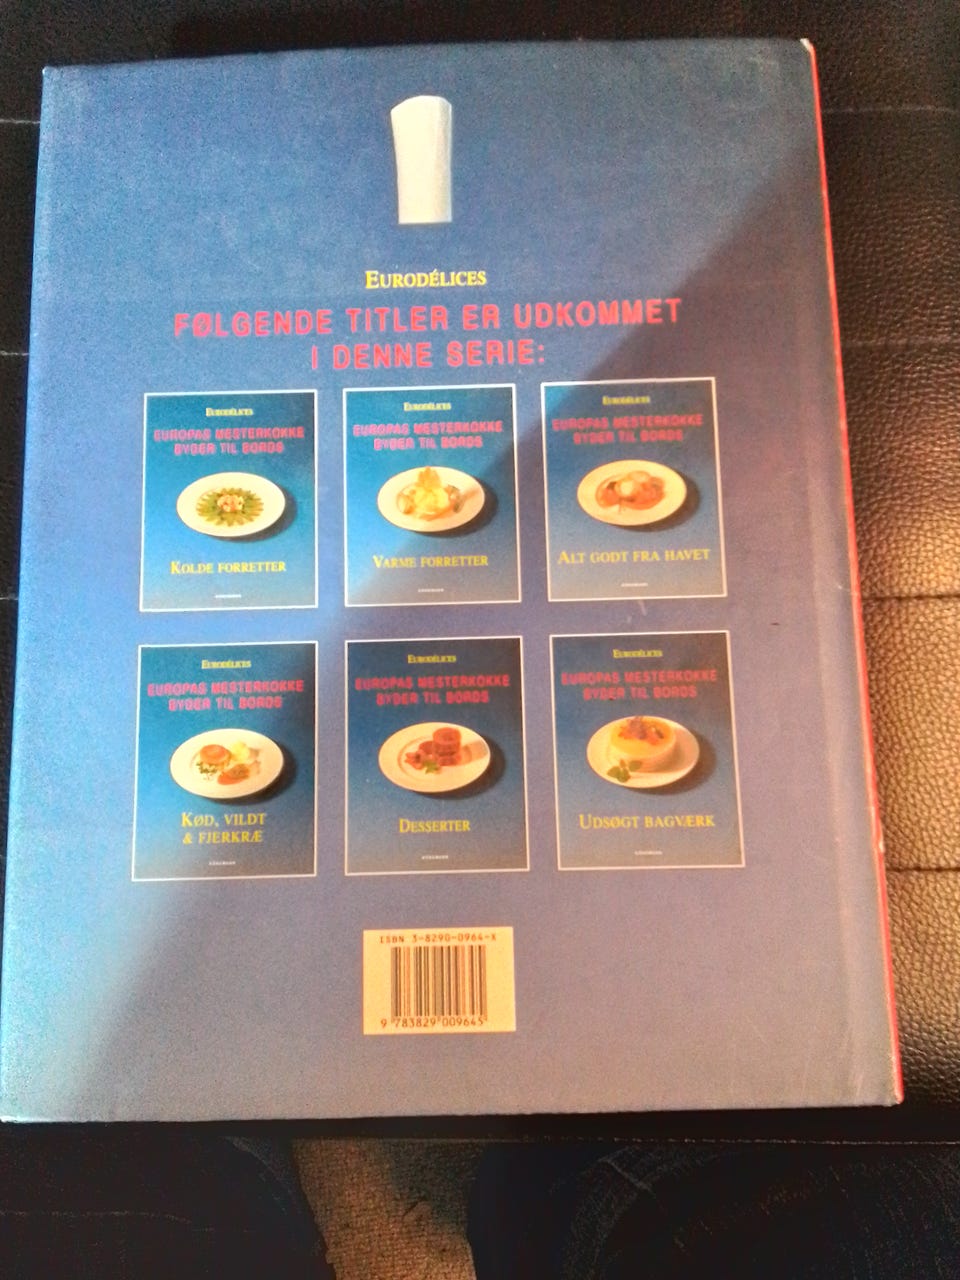 EURODÉLICES
FØLGENDE TITLER ER UDKOMMET
I DENNE SERIE:
EURODÉLICES
EUROPAS MESTERKOKKE
BYDER TIL BORDS
KOLDE FORRETTER
EURODÉLICES
EUROPAS MESTERKOKKE
BYDER TIL BORDS
VARME FORRETTER
EURODÉLICES
EUROPAS MESTERKOKKE
BYDER TIL BORDS
ALT GODT FRA HAVET
EURODÉLICES
EUROPAS MESTERKOKKE
BYDER TIL BORDS
KØD, VILDT
& FJERKRÆ
EURODÉLICES
EUROPAS MESTERKOKKE
BYDER TIL BORDS
DESSERTER
EURODÉLICES
EUROPAS MESTERKOKKE
BYDER TIL BORDS
UDSØGT BAGVÆRK
ISBN 3-8290-0964-X
9 783829 009645